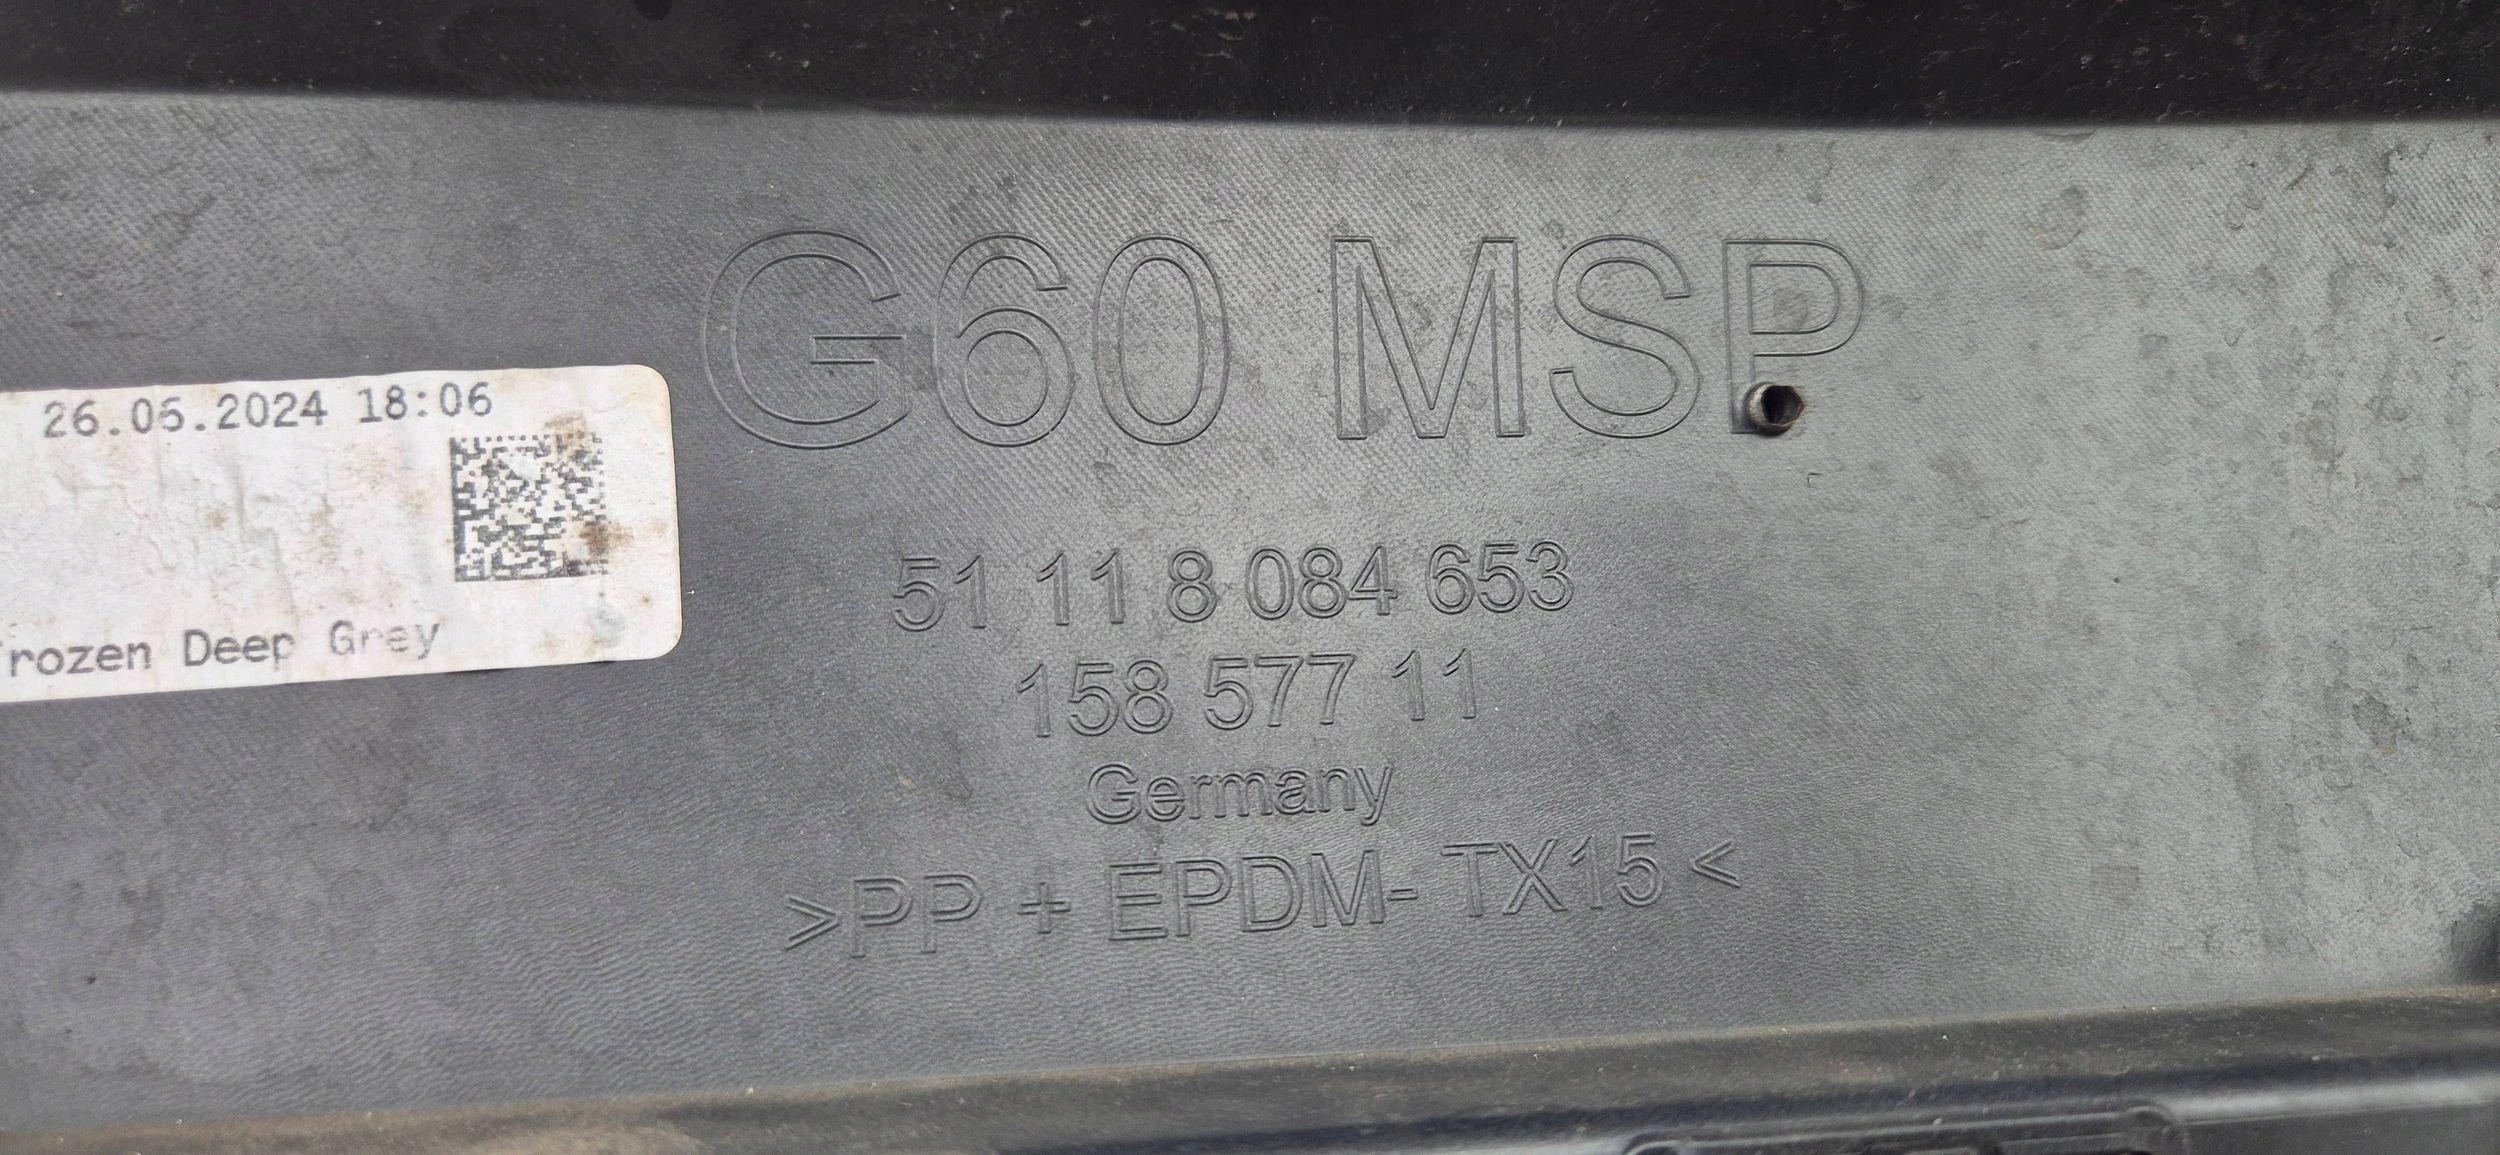 26.06.2024 18:06
rozen Deep Grey
G60 MSP
51 11 8 084 653
158 577 11
Germany
>PP + EPDM- TX15 <